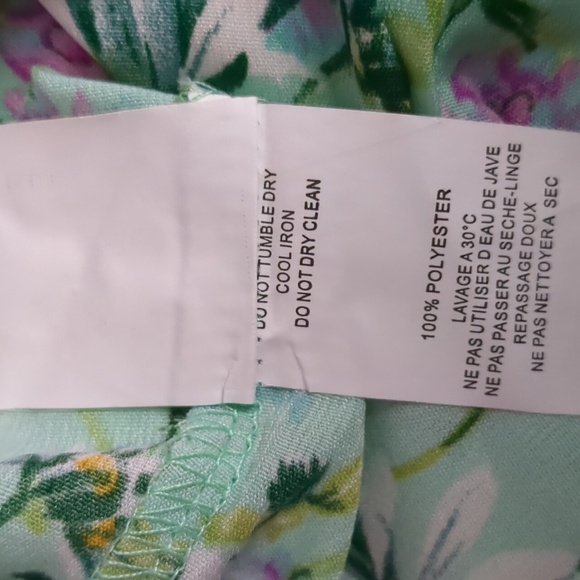 DO NOT TUMBLE DRY
COOL IRON
DO NOT DRY CLEAN
100% POLYESTER
LAVAGE A 30°C
NE PAS UTILISER D EAU DE JAVE
NE PAS PASSER AU SECHE-LINGE
REPASSAGE DOUX
NE PAS NETTOYER A SEC